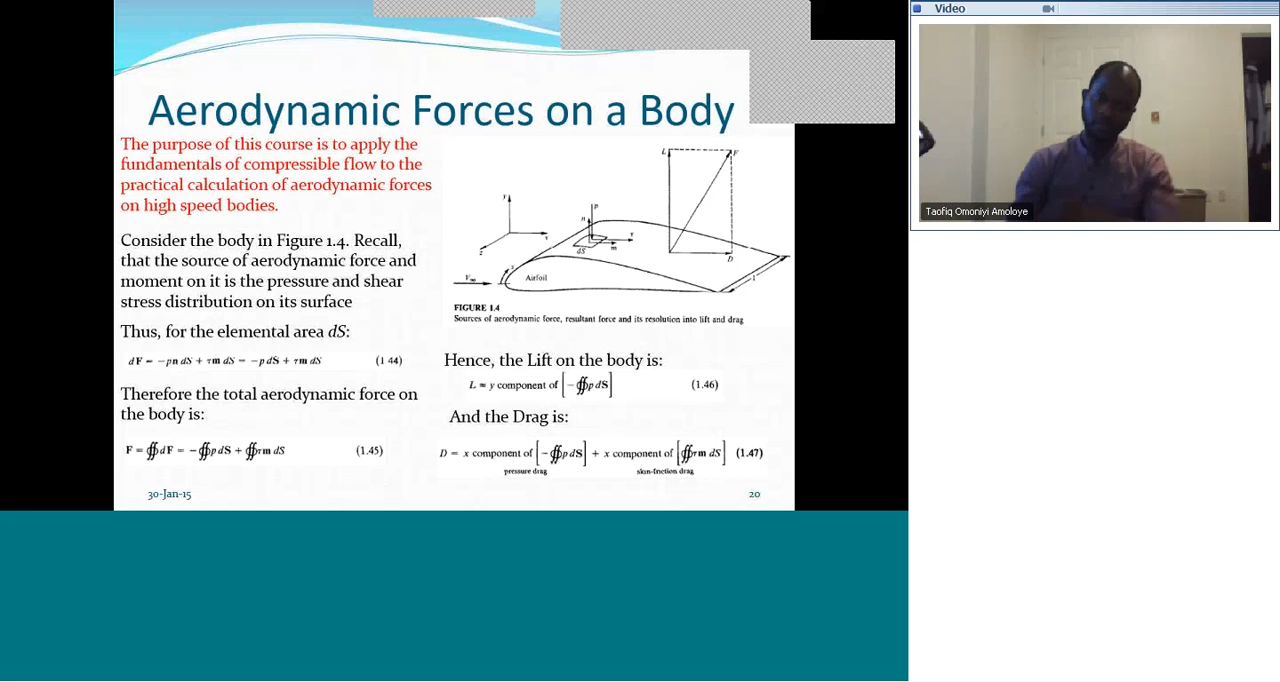 Aerodynamic Forces on a Body
The purpose of this course is to apply the
fundamentals of compressible flow to the
practical calculation of aerodynamic forces
on high speed bodies.
Consider the body in Figure 1.4. Recall,
that the source of aerodynamic force and
moment on it is the pressure and shear
stress distribution on its surface
Thus, for the elemental area dS:
dF = −pn dS + τm dS = −p dS + τm dS (1 44)
Therefore the total aerodynamic force on
the body is:
F = ∯ dF = − ∯ p dS + ∯ τm dS (1.45)
L
F
y
p
n
x
τ
z
dS
m
D
V∞
Airfoil
1
FIGURE 1.4
Sources of aerodynamic force, resultant force and its resolution into lift and drag
Hence, the Lift on the body is:
L ≈ y component of [− ∯ p dS] (1.46)
And the Drag is:
D = x component of [− ∯ p dS] + x component of [∯ τm dS] (1.47)
pressure drag skin-friction drag
30-Jan-15 20
Video
Taofiq Omoniyi Amoloye